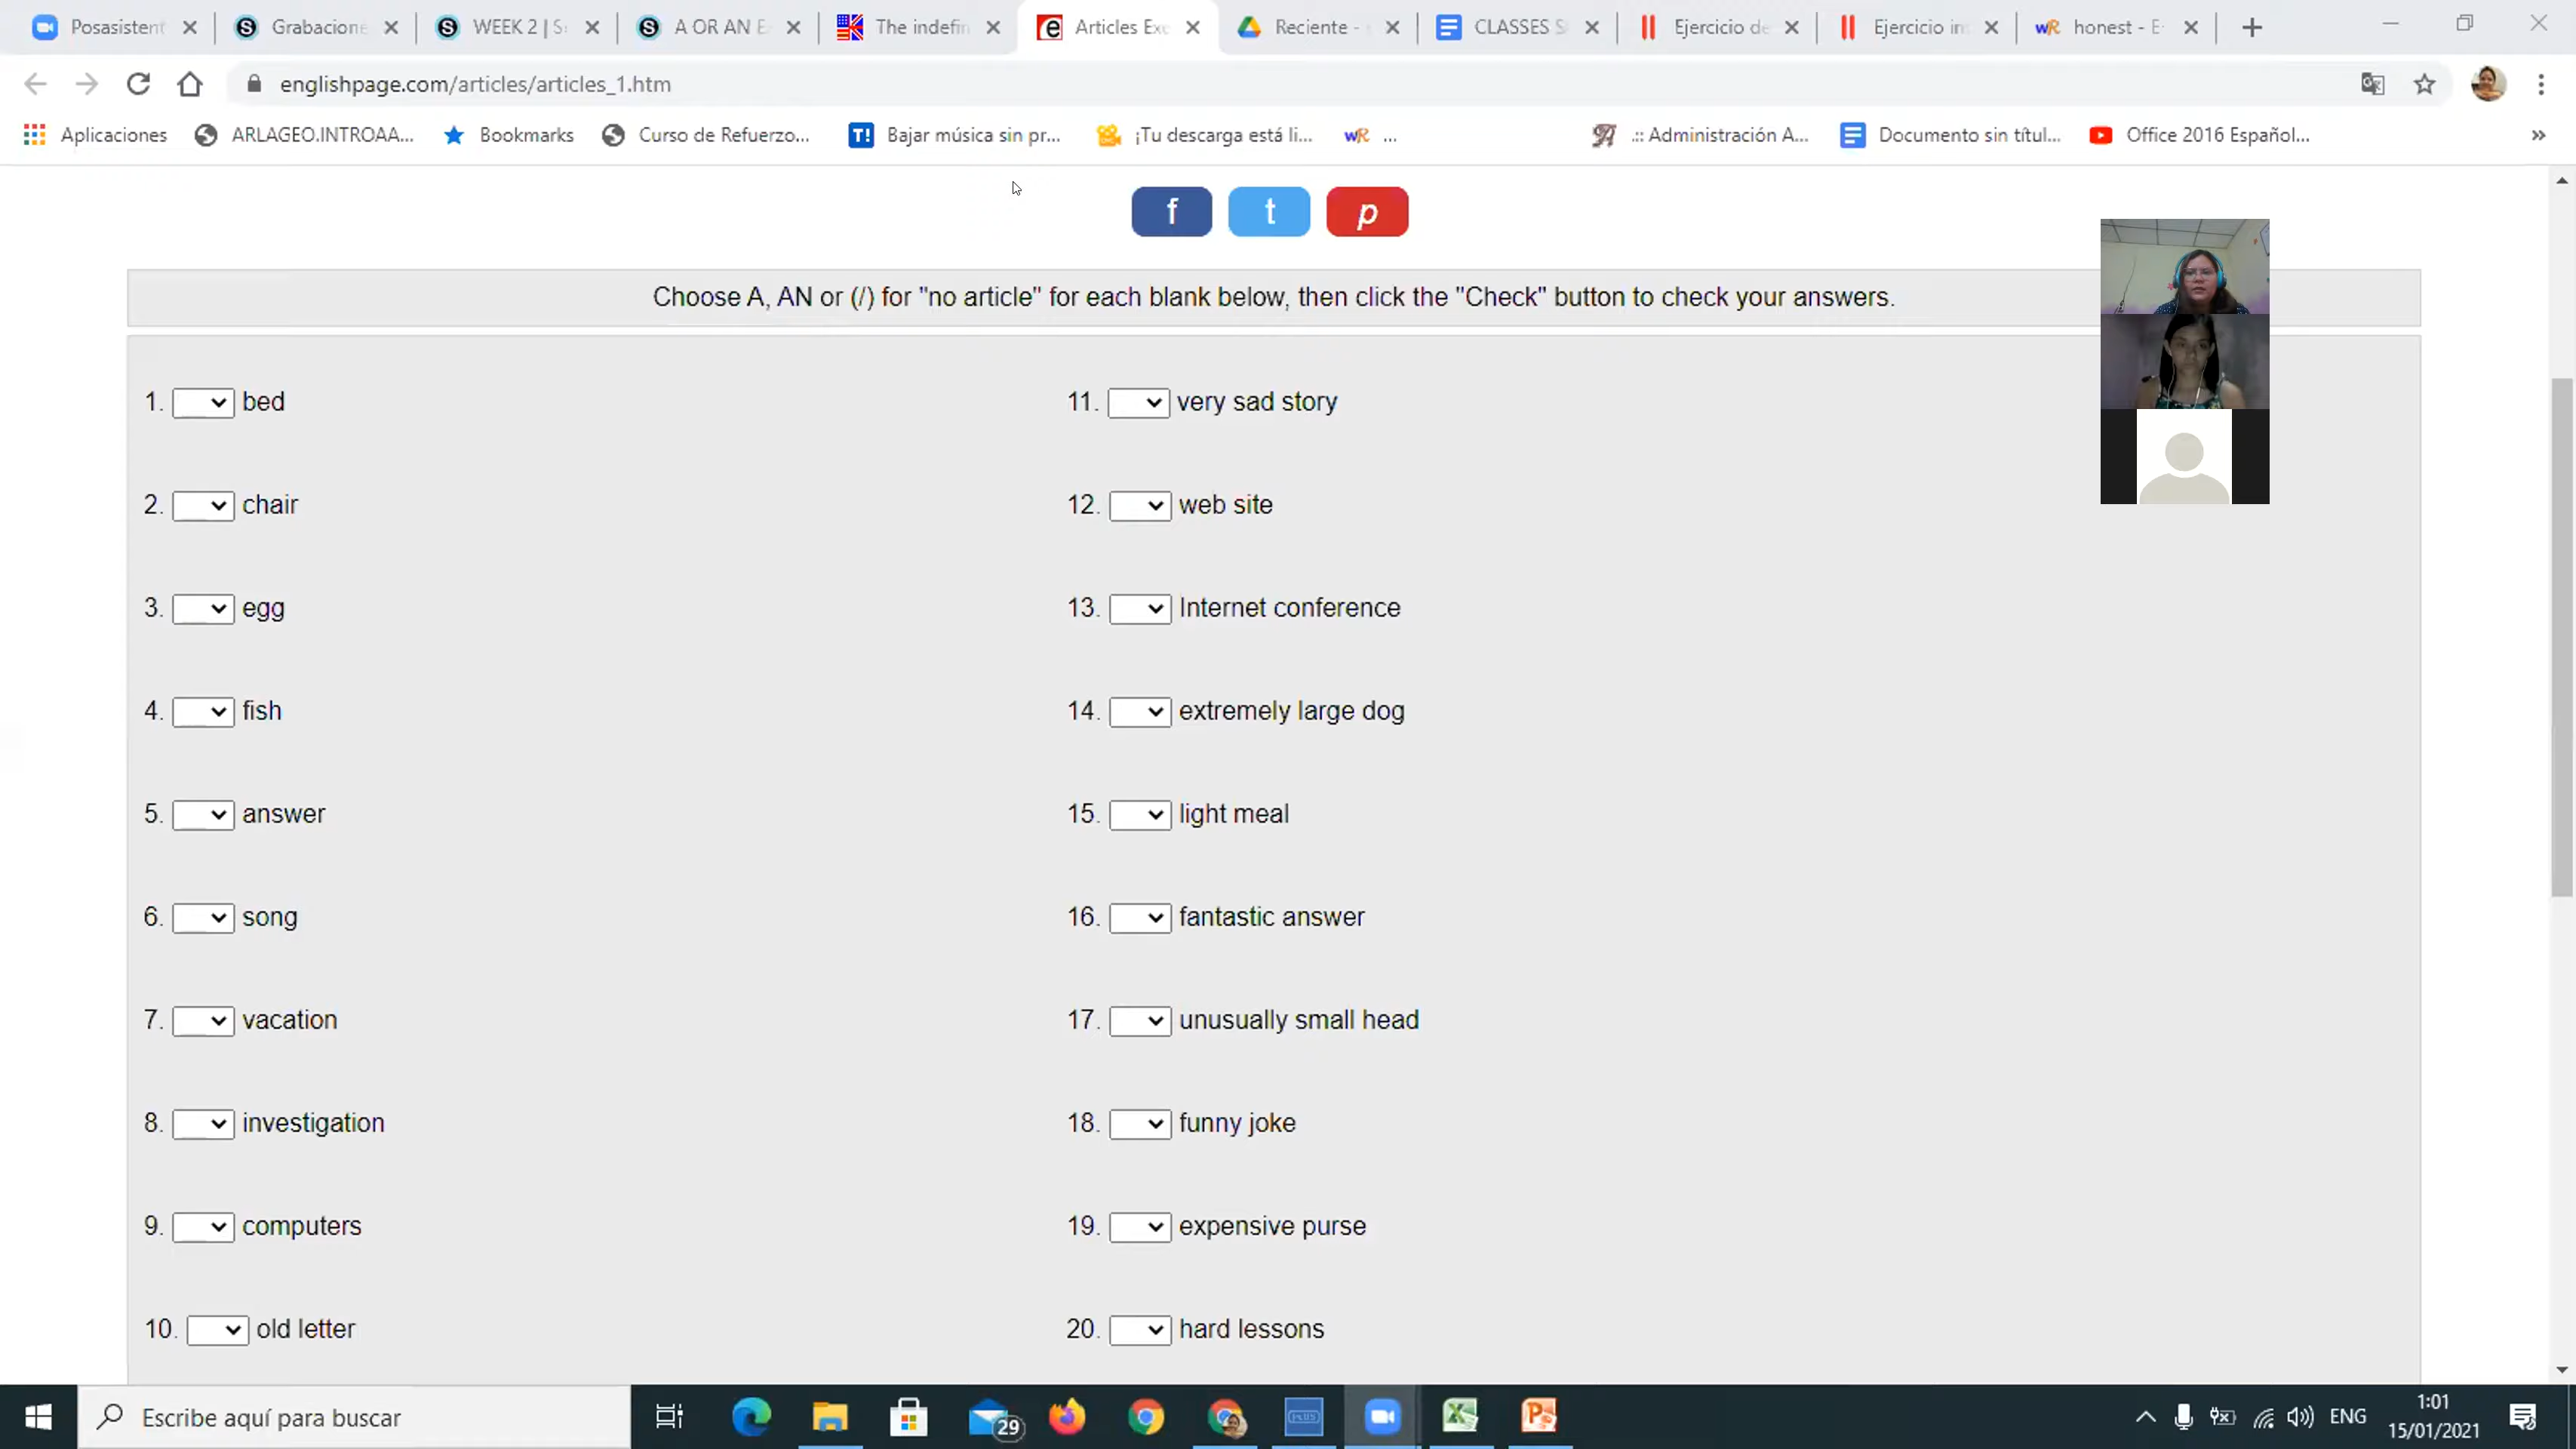 Posasistent
Grabacione
WEEK 2 | S
A OR AN E
The indefin
Articles Exe
Reciente -
CLASSES S
Ejercicio de
Ejercicio in
honest - E
englishpage.com/articles/articles_1.htm
Aplicaciones
ARLAGEO.INTROAA...
Bookmarks
Curso de Refuerzo...
Bajar música sin pr...
¡Tu descarga está li...
...
.:: Administración A...
Documento sin títul...
Office 2016 Español...
»
f t p
Choose A, AN or (/) for "no article" for each blank below, then click the "Check" button to check your answers.
1. bed
2. chair
3. egg
4. fish
5. answer
6. song
7. vacation
8. investigation
9. computers
10. old letter
11. very sad story
12. web site
13. Internet conference
14. extremely large dog
15. light meal
16. fantastic answer
17. unusually small head
18. funny joke
19. expensive purse
20. hard lessons
Escribe aquí para buscar
29
ENG
1:01
15/01/2021